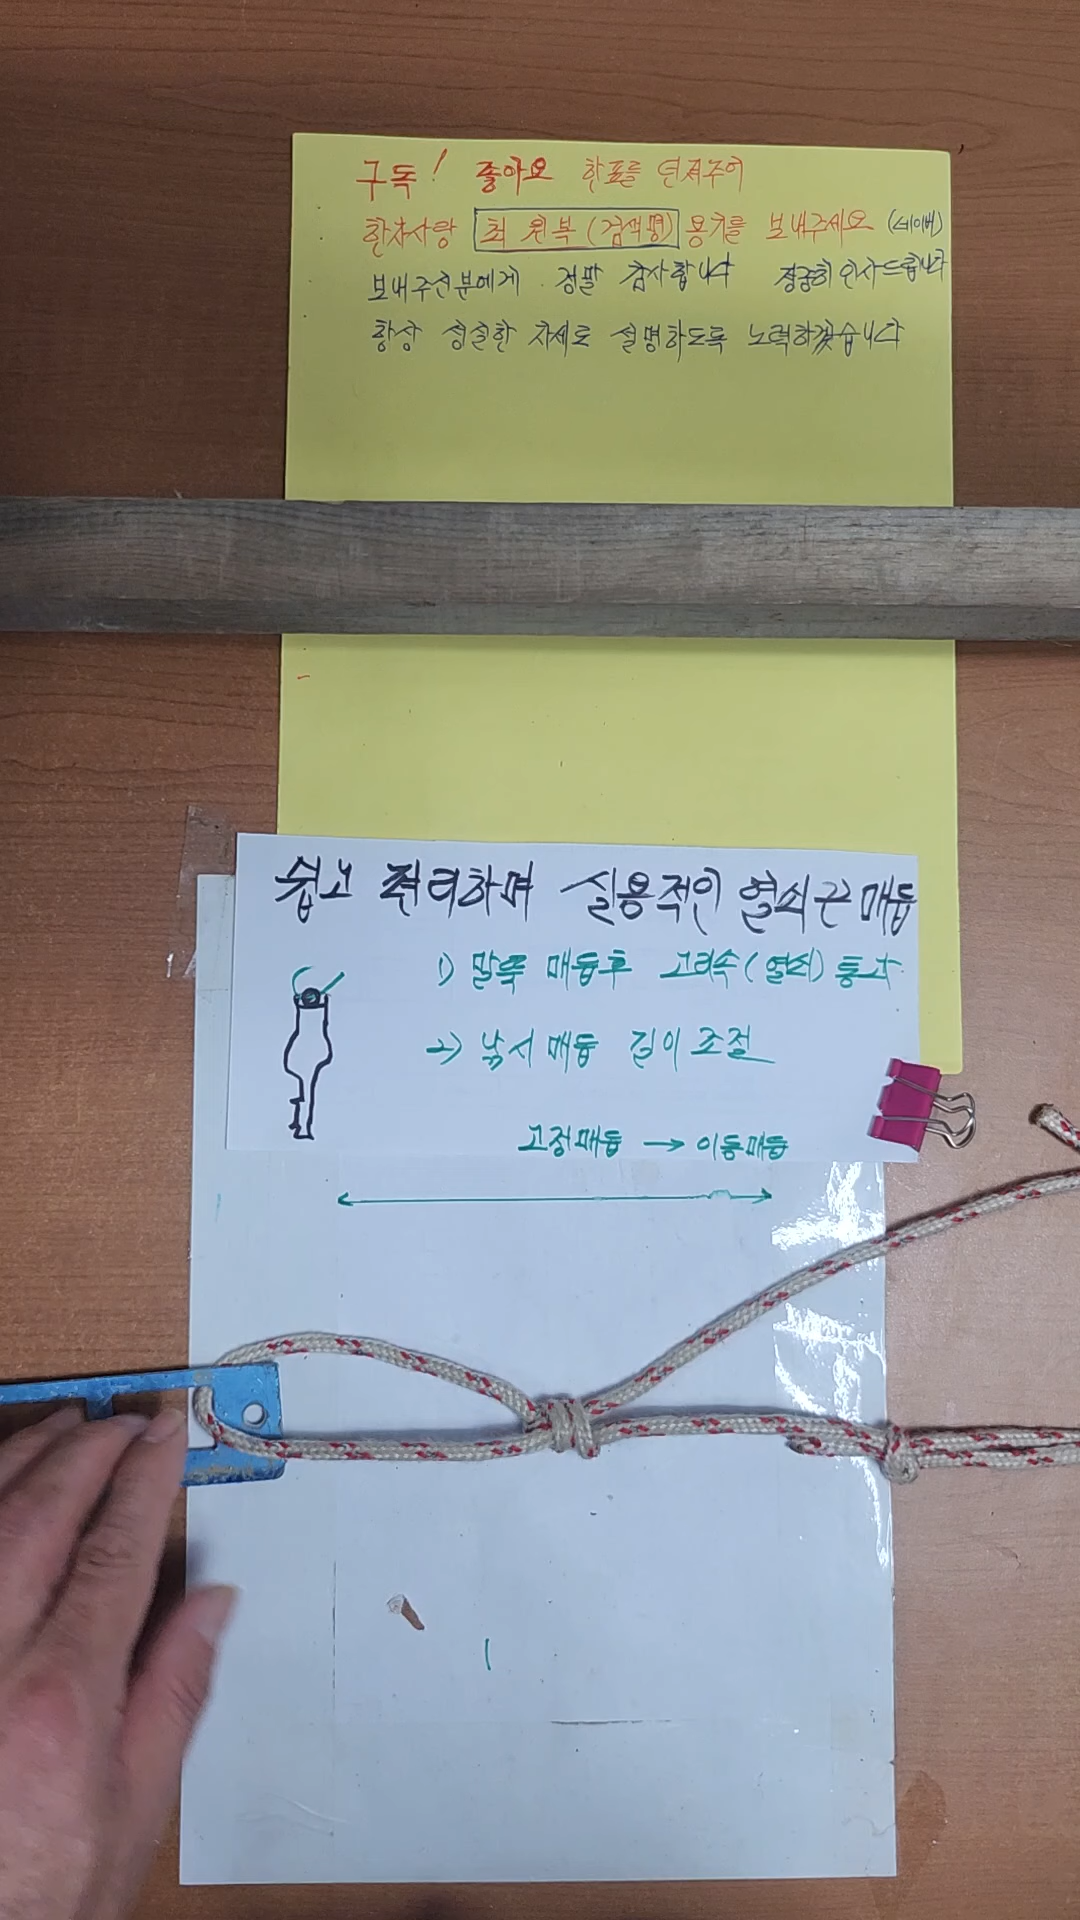 구독! 좋아요 한표를 던져주어
한자사랑 최 원복 (검색명) 용기를 보내주세요 (네이버)
보내주신분에게 정말 감사합니다 정중히 인사드립니다
항상 성실한 자세로 설명하도록 노력하겠습니다
쉽고 편리하며 실용적인 열쇠끈 매듭
1) 말뚝 매듭후 고리속(열쇠) 통과
2) 낚시매듭 길이 조절
고정매듭 → 이동매듭